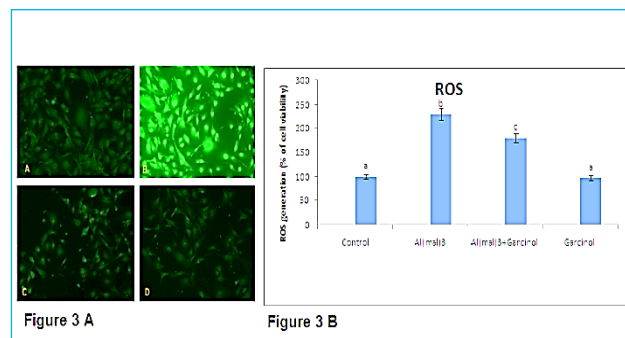 A
B
C
D
Figure 3 A
ROS
ROS generation (% of cell viability)
300
250
200
150
100
50
0
a
b
c
a
Control
Al(mal)3
Al(mal)3+Garcinol
Garcinol
Figure 3 B